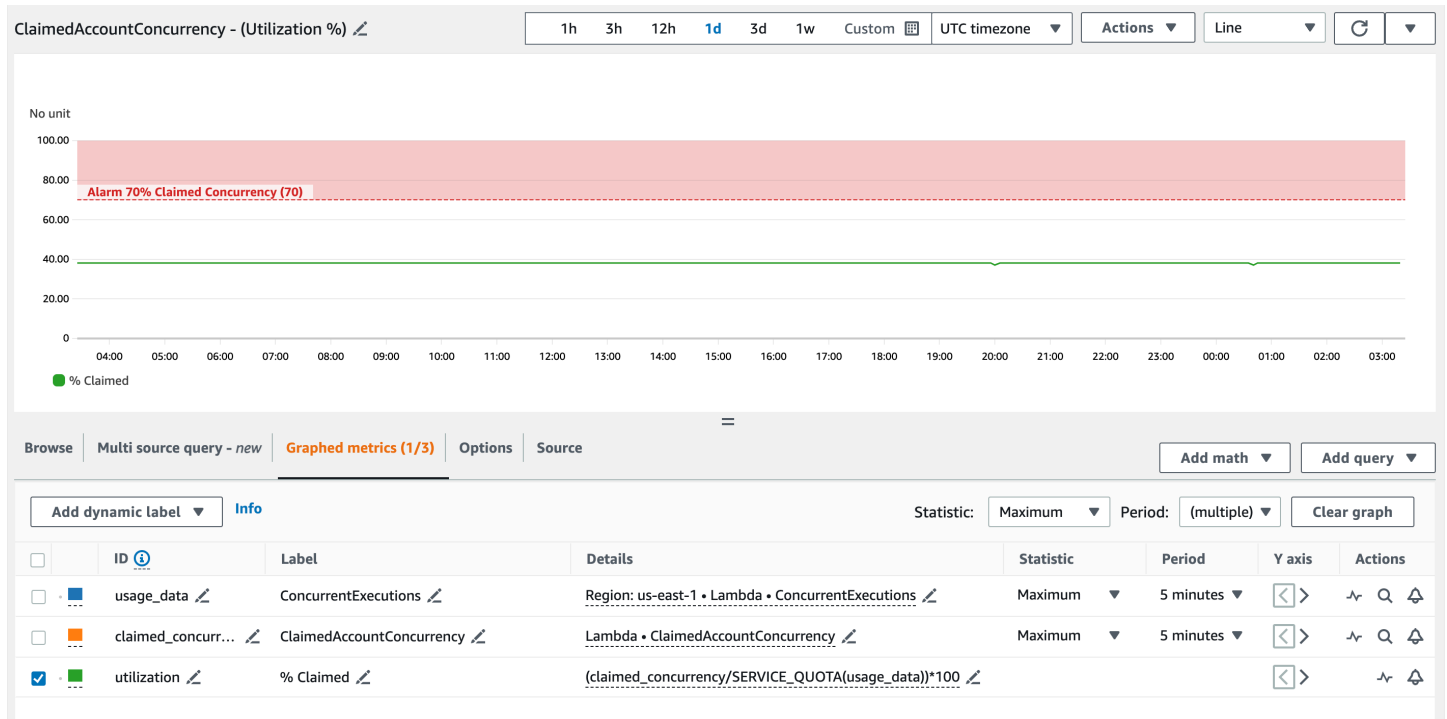 ClaimedAccountConcurrency - (Utilization %) 1h 3h 12h 1d 3d 1w Custom UTC timezone Actions Line
No unit
100.00
80.00
Alarm 70% Claimed Concurrency (70)
60.00
40.00
20.00
0
04:00 05:00 06:00 07:00 08:00 09:00 10:00 11:00 12:00 13:00 14:00 15:00 16:00 17:00 18:00 19:00 20:00 21:00 22:00 23:00 00:00 01:00 02:00 03:00
% Claimed
Browse Multi source query - new Graphed metrics (1/3) Options Source Add math Add query
Add dynamic label Info Statistic: Maximum Period: (multiple) Clear graph
ID Label Details Statistic Period Y axis Actions
usage_data ConcurrentExecutions Region: us-east-1 • Lambda • ConcurrentExecutions Maximum 5 minutes
claimed_concurr... ClaimedAccountConcurrency Lambda • ClaimedAccountConcurrency Maximum 5 minutes
utilization % Claimed (claimed_concurrency/SERVICE_QUOTA(usage_data))*100